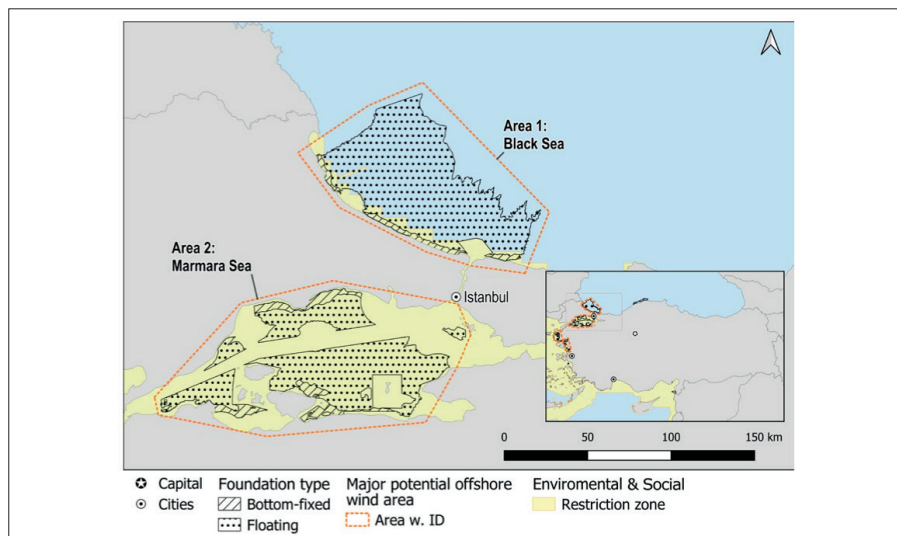 Area 1:
Black Sea
Area 2:
Marmara Sea
Istanbul
0 50 100 150 km
Capital
Cities
Foundation type
Bottom-fixed
Floating
Major potential offshore
wind area
Area w. ID
Enviromental & Social
Restriction zone